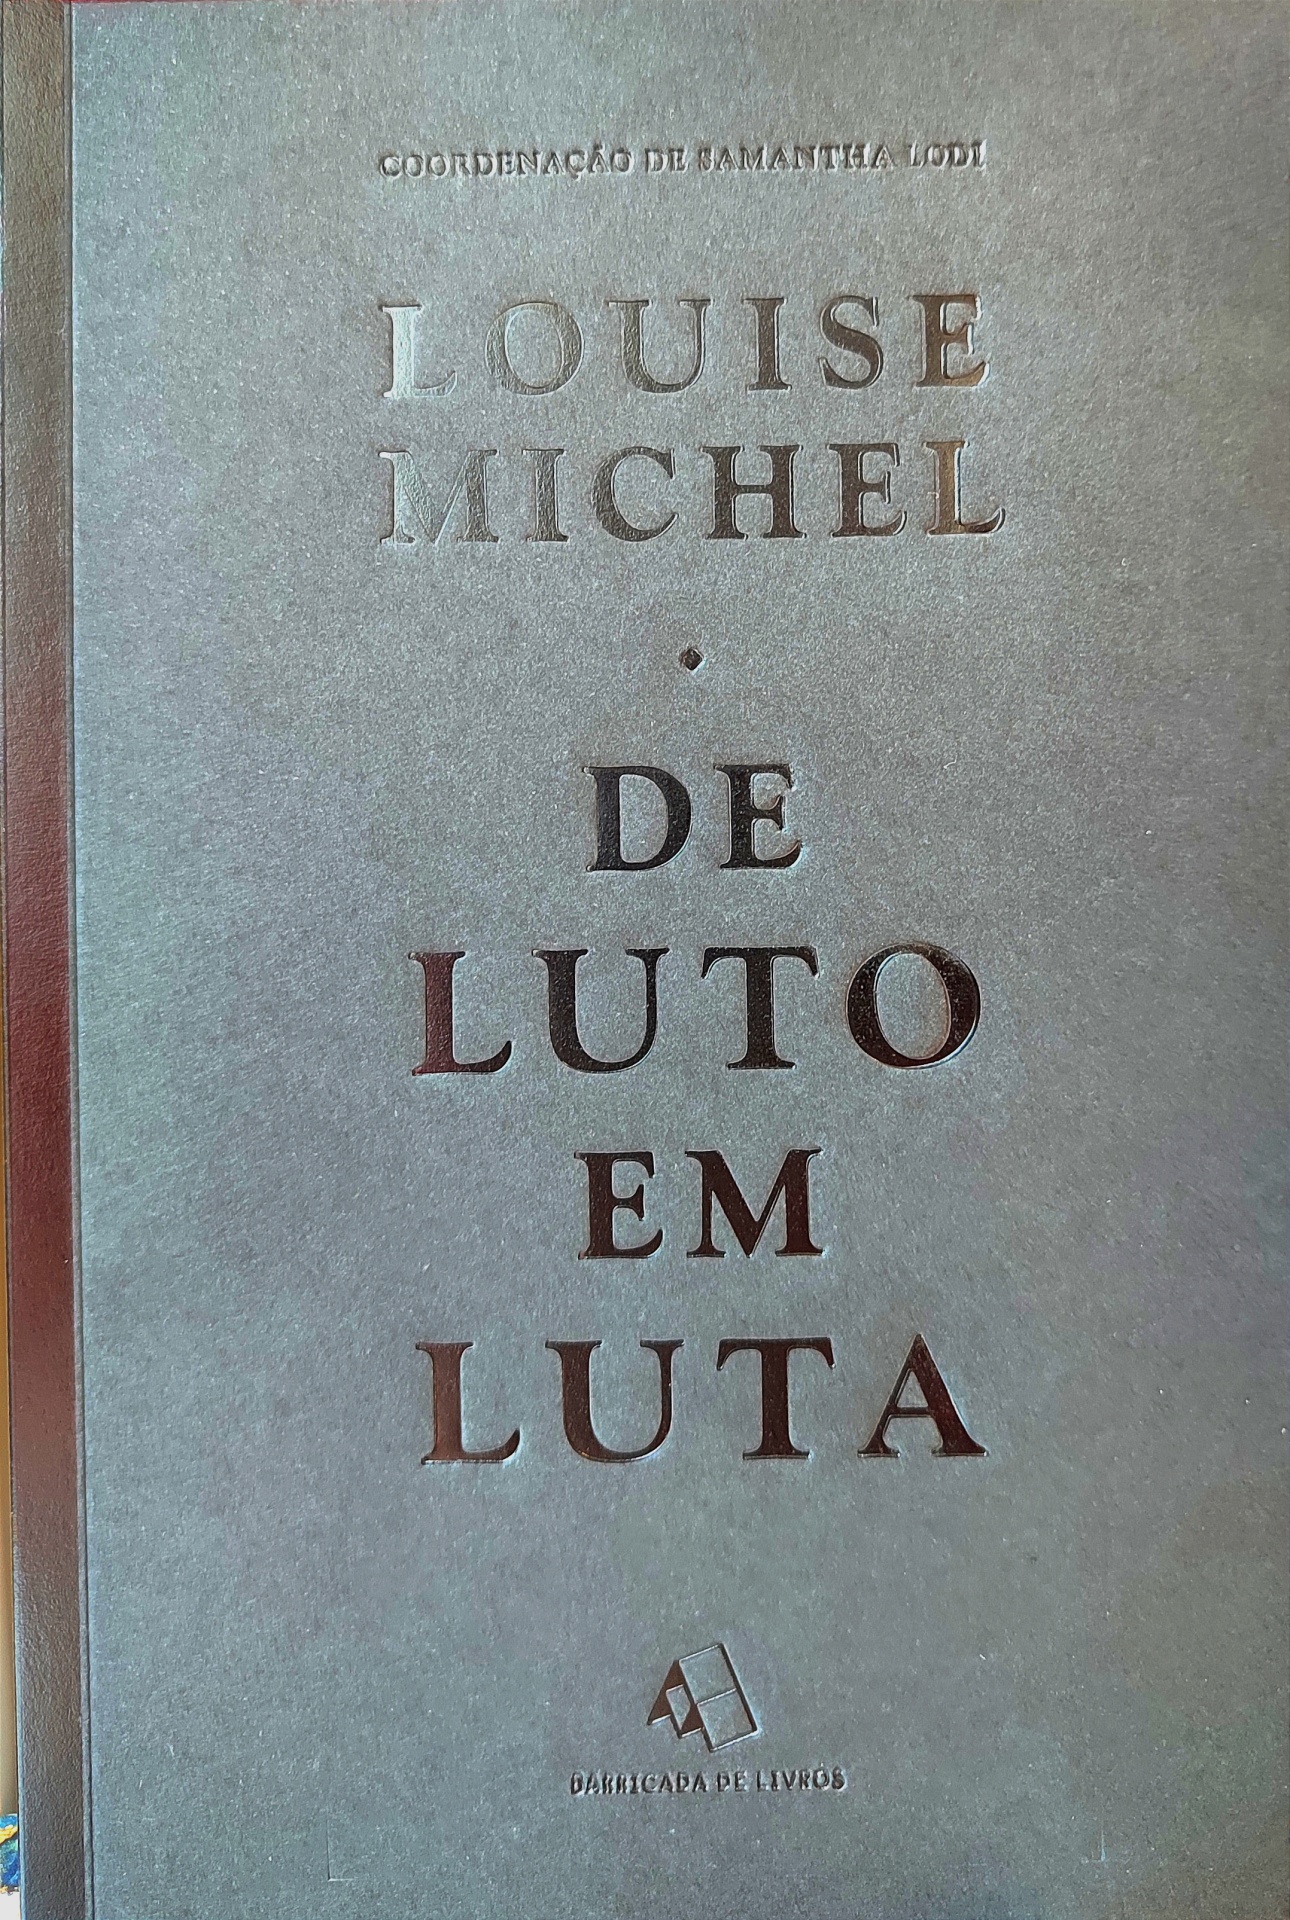 COORDENAÇÃO DE SAMANTHA LODI
LOUISE
MICHEL
DE
LUTO
EM
LUTA
BARRICADA DE LIVROS